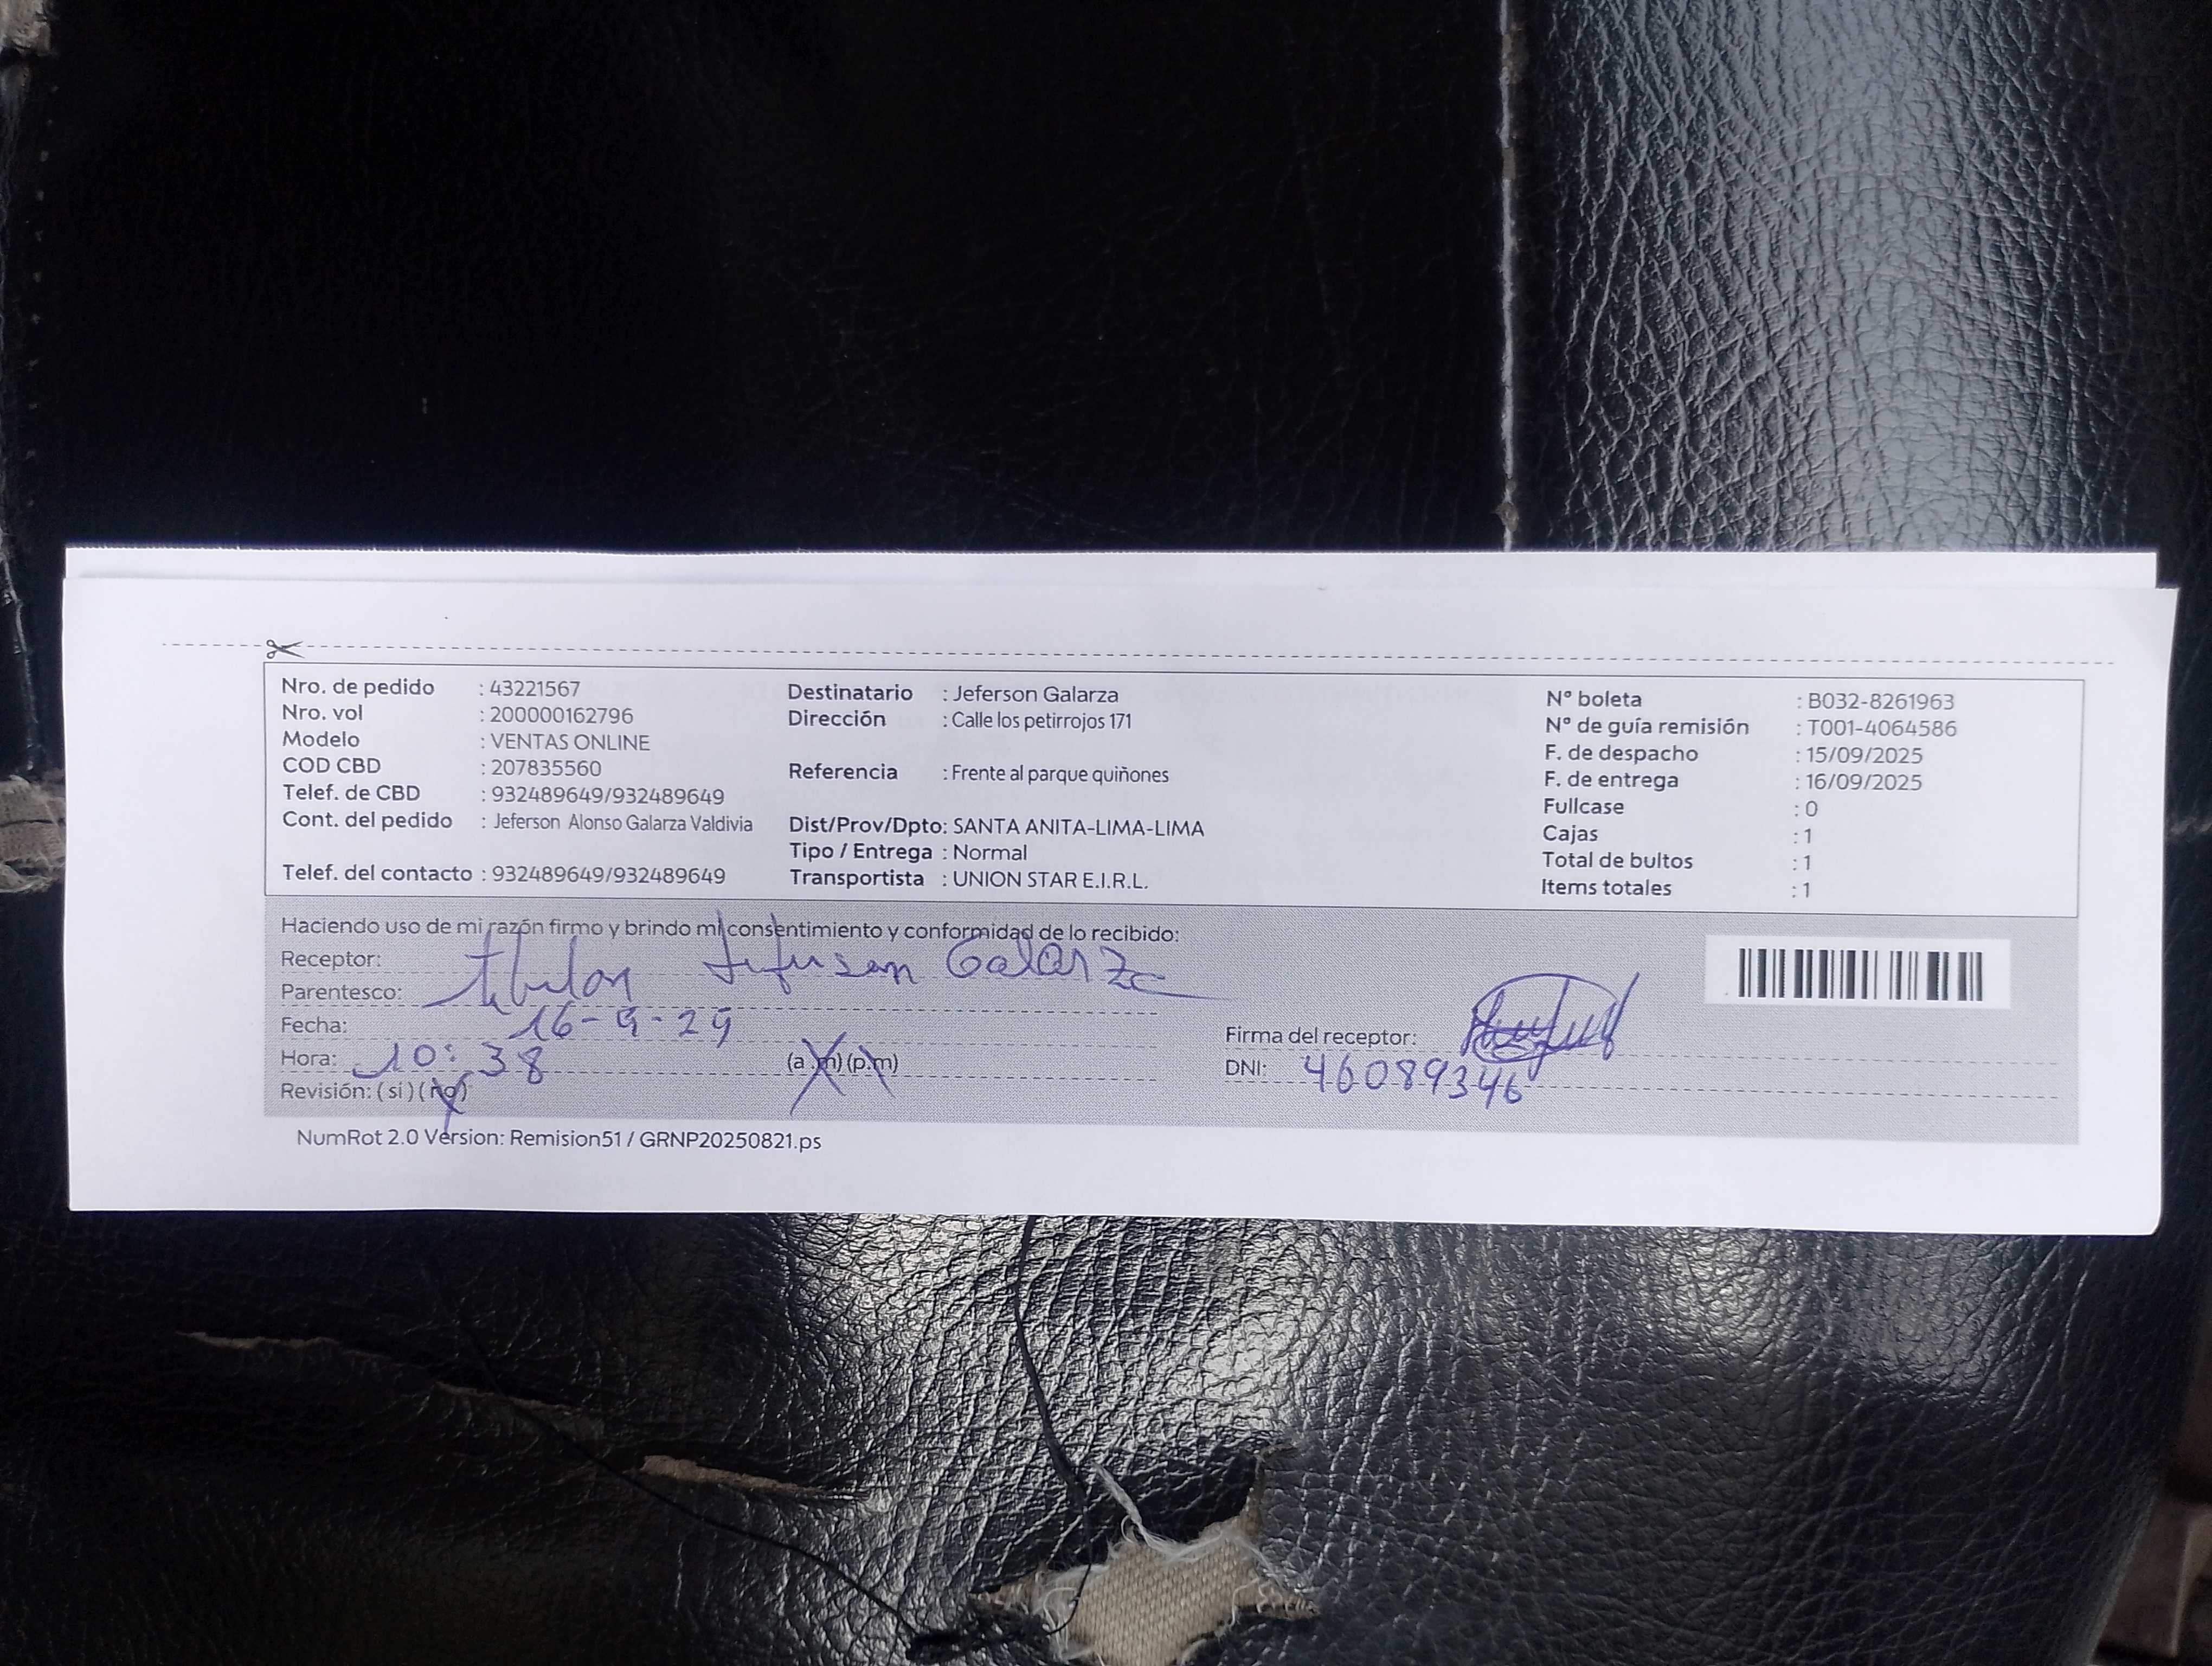 Nro. de pedido : 43221567
Nro. vol : 200000162796
Modelo : VENTAS ONLINE
COD CBD : 207835560
Telef. de CBD : 932489649/932489649
Cont. del pedido : Jeferson Alonso Galarza Valdivia
Telef. del contacto : 932489649/932489649
Destinatario : Jeferson Galarza
Dirección : Calle los petirrojos 171
Referencia : Frente al parque quiñones
Dist/Prov/Dpto: SANTA ANITA-LIMA-LIMA
Tipo / Entrega : Normal
Transportista : UNION STAR E.I.R.L.
N° boleta : B032-8261963
N° de guía remisión : T001-4064586
F. de despacho : 15/09/2025
F. de entrega : 16/09/2025
Fullcase : 0
Cajas : 1
Total de bultos : 1
Items totales : 1
Haciendo uso de mi razón firmo y brindo mi consentimiento y conformidad de lo recibido:
Receptor: Jeferson Galarza
Parentesco:
Fecha: 16-9-25
Hora: 10:38 (a.m) (p.m)
Revisión: (si) (no)
Firma del receptor:
DNI: 46089346
NumRot 2.0 Version: Remision51 / GRNP20250821.ps